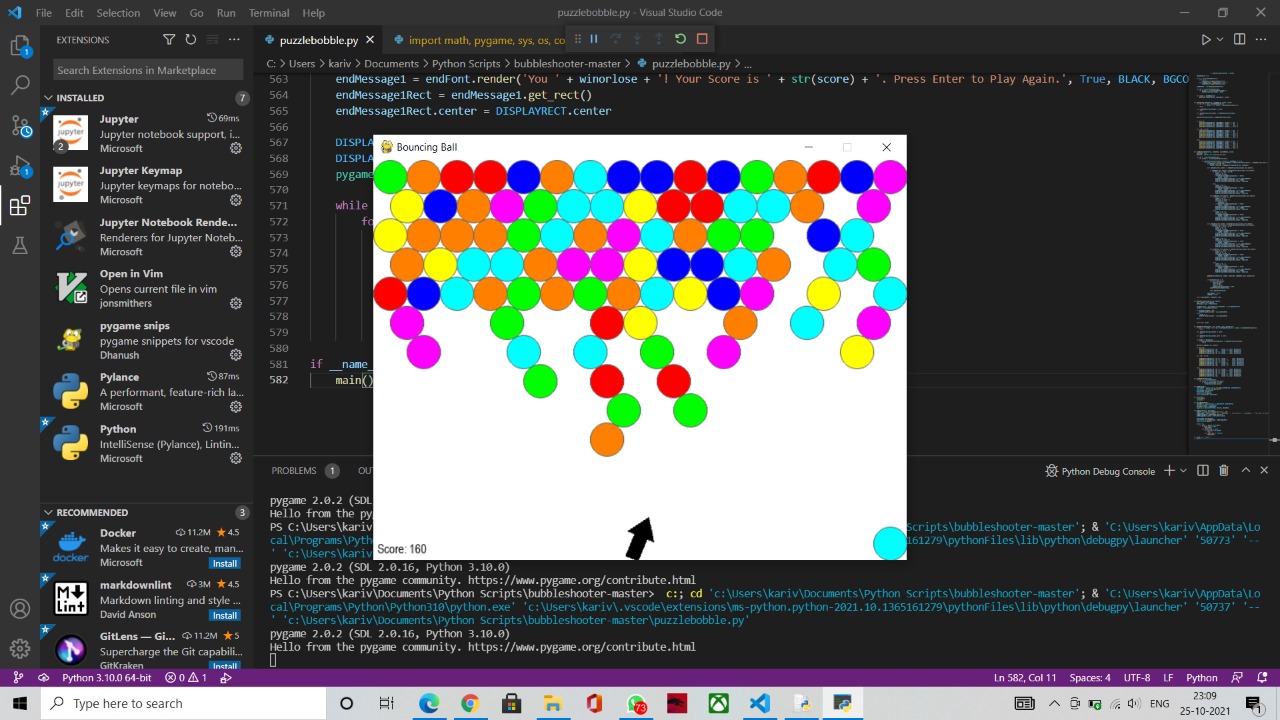 File Edit Selection View Go Run Terminal Help
puzzlebobble.py - Visual Studio Code
EXTENSIONS
puzzlebobble.py
import math, pygame, sys, os, co
C: > Users > kariv > Documents > Python Scripts > bubbleshooter-master > puzzlebobble.py > ...
Search Extensions in Marketplace
INSTALLED 7
Jupyter 69ms
Jupyter notebook support, i...
Microsoft
2
Jupyter Keymap
Jupyter keymaps for notebo...
Microsoft
Jupyter Notebook Rende...
Renderers for Jupyter Noteb...
Microsoft
Open in Vim
Opens current file in vim
jonsmithers
pygame snips
pygame snippets for vscode
Diamush
Pylance 87ms
A performant, feature-rich la...
Microsoft
Python 191ms
IntelliSense (Pylance), Lintin...
Microsoft
RECOMMENDED 3
Docker 11.2M 4.5
Makes it easy to create, man...
Microsoft Install
markdownlint 3M 4.5
Markdown linting and style ...
David Anson Install
GitLens — Gi... 11.2M 5
Supercharge the Git capabili...
GitKraken Install
563 endMessage1 = endFont.render('You ' + winorlose + '! Your Score is ' + str(score) + '. Press Enter to Play Again.', True, BLACK, BGCO
564 endMessage1Rect = endMessage1.get_rect()
565 endMessage1Rect.center = DISPLAYRECT.center
566
567 DISPLA
568 DISPLA
569 pygame
570
571 while
572 fo
573
574
575
576
577
578
579
580
581 if __name_
582 main()
Bouncing Ball
Score: 160
PROBLEMS 1 OU
Python Debug Console
pygame 2.0.2 (SDL
Hello from the pyg
PS C:\Users\kariv\ Scripts\bubbleshooter-master'; & 'C:\Users\kariv\AppData\Lo
cal\Programs\Pytho 161279\pythonFiles\lib\python\debugpy\launcher' '50773' '--
' 'c:\Users\kariv\
pygame 2.0.2 (SDL 2.0.16, Python 3.10.0)
Hello from the pygame community. https://www.pygame.org/contribute.html
PS C:\Users\kariv\Documents\Python Scripts\bubbleshooter-master> c:; cd 'c:\Users\kariv\Documents\Python Scripts\bubbleshooter-master'; & 'C:\Users\kariv\AppData\Lo
cal\Programs\Python\Python310\python.exe' 'c:\Users\kariv\.vscode\extensions\ms-python.python-2021.10.1365161279\pythonFiles\lib\python\debugpy\launcher' '50737' '--
' 'c:\Users\kariv\Documents\Python Scripts\bubbleshooter-master\puzzlebobble.py'
pygame 2.0.2 (SDL 2.0.16, Python 3.10.0)
Hello from the pygame community. https://www.pygame.org/contribute.html
Python 3.10.0 64-bit 0 1
Ln 582, Col 11 Spaces: 4 UTF-8 LF Python
Type here to search
73
ENG
23:09
25-10-2021